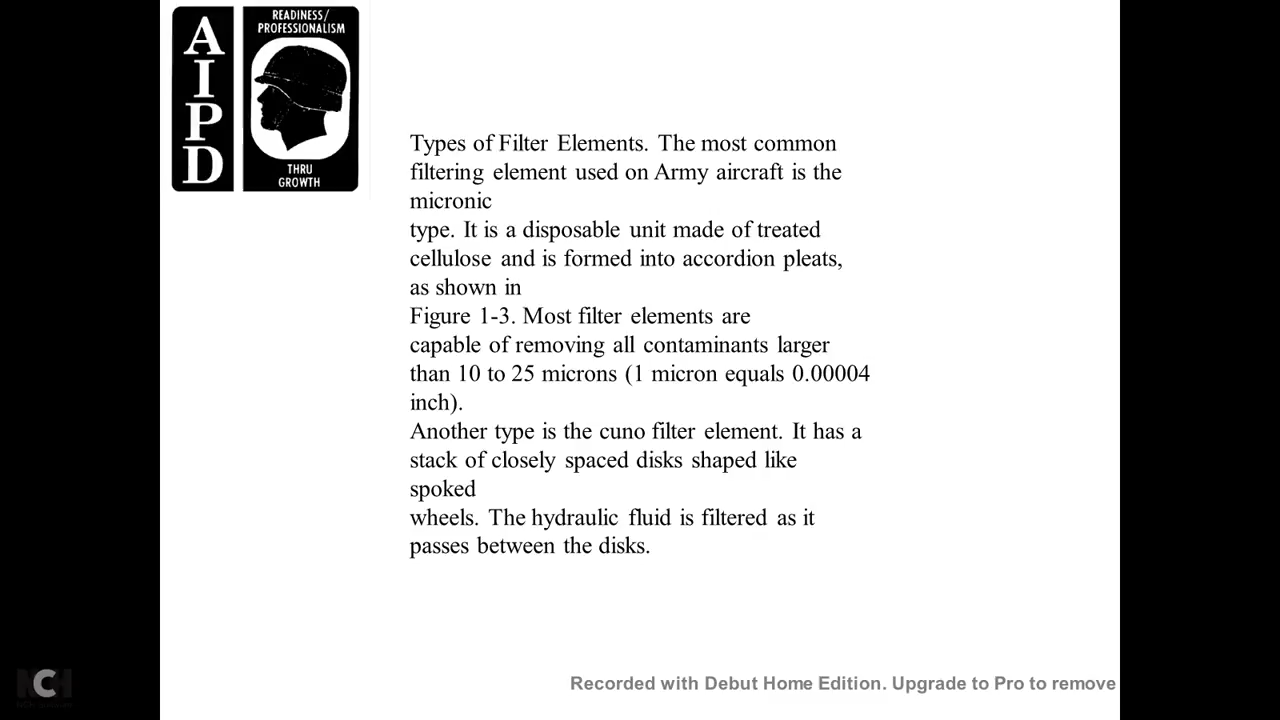 AIPD
READINESS/
PROFESSIONALISM
THRU
GROWTH
Types of Filter Elements. The most common
filtering element used on Army aircraft is the
micronic
type. It is a disposable unit made of treated
cellulose and is formed into accordion pleats,
as shown in
Figure 1-3. Most filter elements are
capable of removing all contaminants larger
than 10 to 25 microns (1 micron equals 0.00004
inch).
Another type is the cuno filter element. It has a
stack of closely spaced disks shaped like
spoked
wheels. The hydraulic fluid is filtered as it
passes between the disks.
NCH
Recorded with Debut Home Edition. Upgrade to Pro to remove